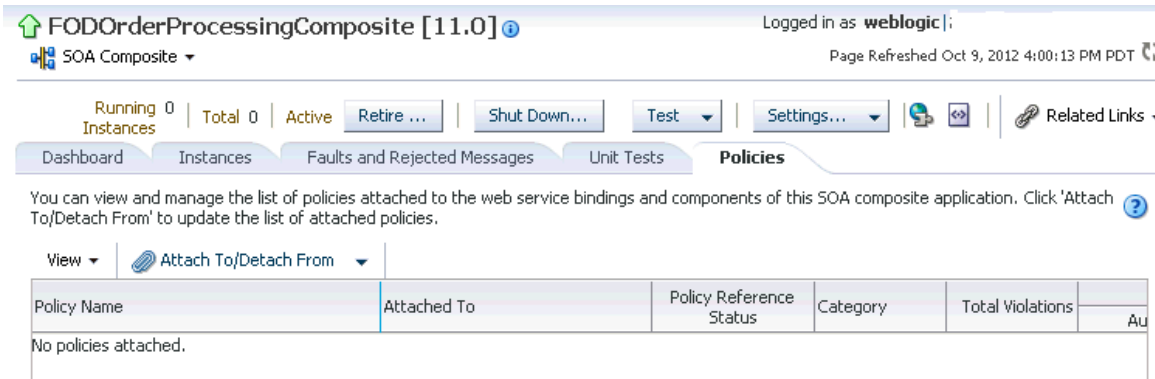 FODOrderProcessingComposite [11.0]
Logged in as weblogic|
SOA Composite
Page Refreshed Oct 9, 2012 4:00:13 PM PDT
Running Instances 0 | Total 0 | Active Retire ... | Shut Down... Test | Settings... | Related Links
Dashboard Instances Faults and Rejected Messages Unit Tests Policies
You can view and manage the list of policies attached to the web service bindings and components of this SOA composite application. Click 'Attach
To/Detach From' to update the list of attached policies.
View Attach To/Detach From
Policy Name Attached To Policy Reference Status Category Total Violations Au
No policies attached.